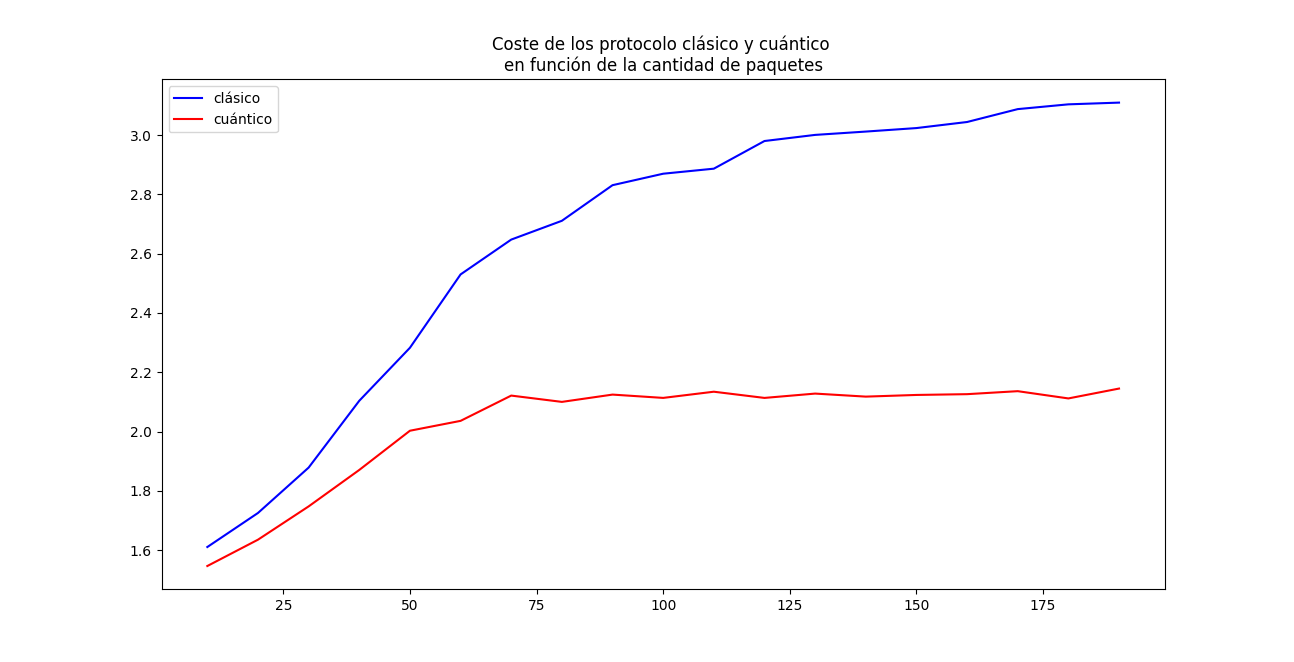 Coste de los protocolo clásico y cuántico
en función de la cantidad de paquetes
clásico
cuántico
3.0
2.8
2.6
2.4
2.2
2.0
1.8
1.6
25 50 75 100 125 150 175